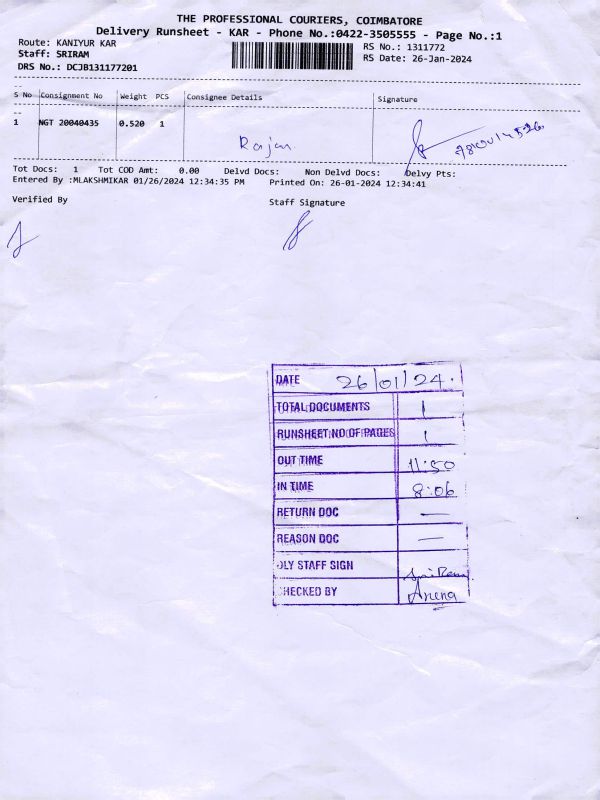 THE PROFESSIONAL COURIERS, COIMBATORE
Delivery Runsheet - KAR - Phone No.:0422-3505555 - Page No.:1
Route: KANIYUR KAR
RS No.: 1311772
Staff: SRIRAM
RS Date: 26-Jan-2024
DRS No.: DCJB131177201
S No Consignment No Weight PCS Consignee Details Signature
1 NGT 20040435 0.520 1
Rajan
Tot Docs: 1 Tot COD Amt: 0.00 Delvd Docs: Non Delvd Docs: Delvy Pts:
Entered By :MLAKSHMIKAR 01/26/2024 12:34:35 PM Printed On: 26-01-2024 12:34:41
Verified By Staff Signature
DATE 26/01/24.
TOTAL DOCUMENTS 1
RUNSHEET NO OF PAGES 1
OUT TIME 11:50
IN TIME 8:06
RETURN DOC —
REASON DOC —
DLY STAFF SIGN SriRam
CHECKED BY